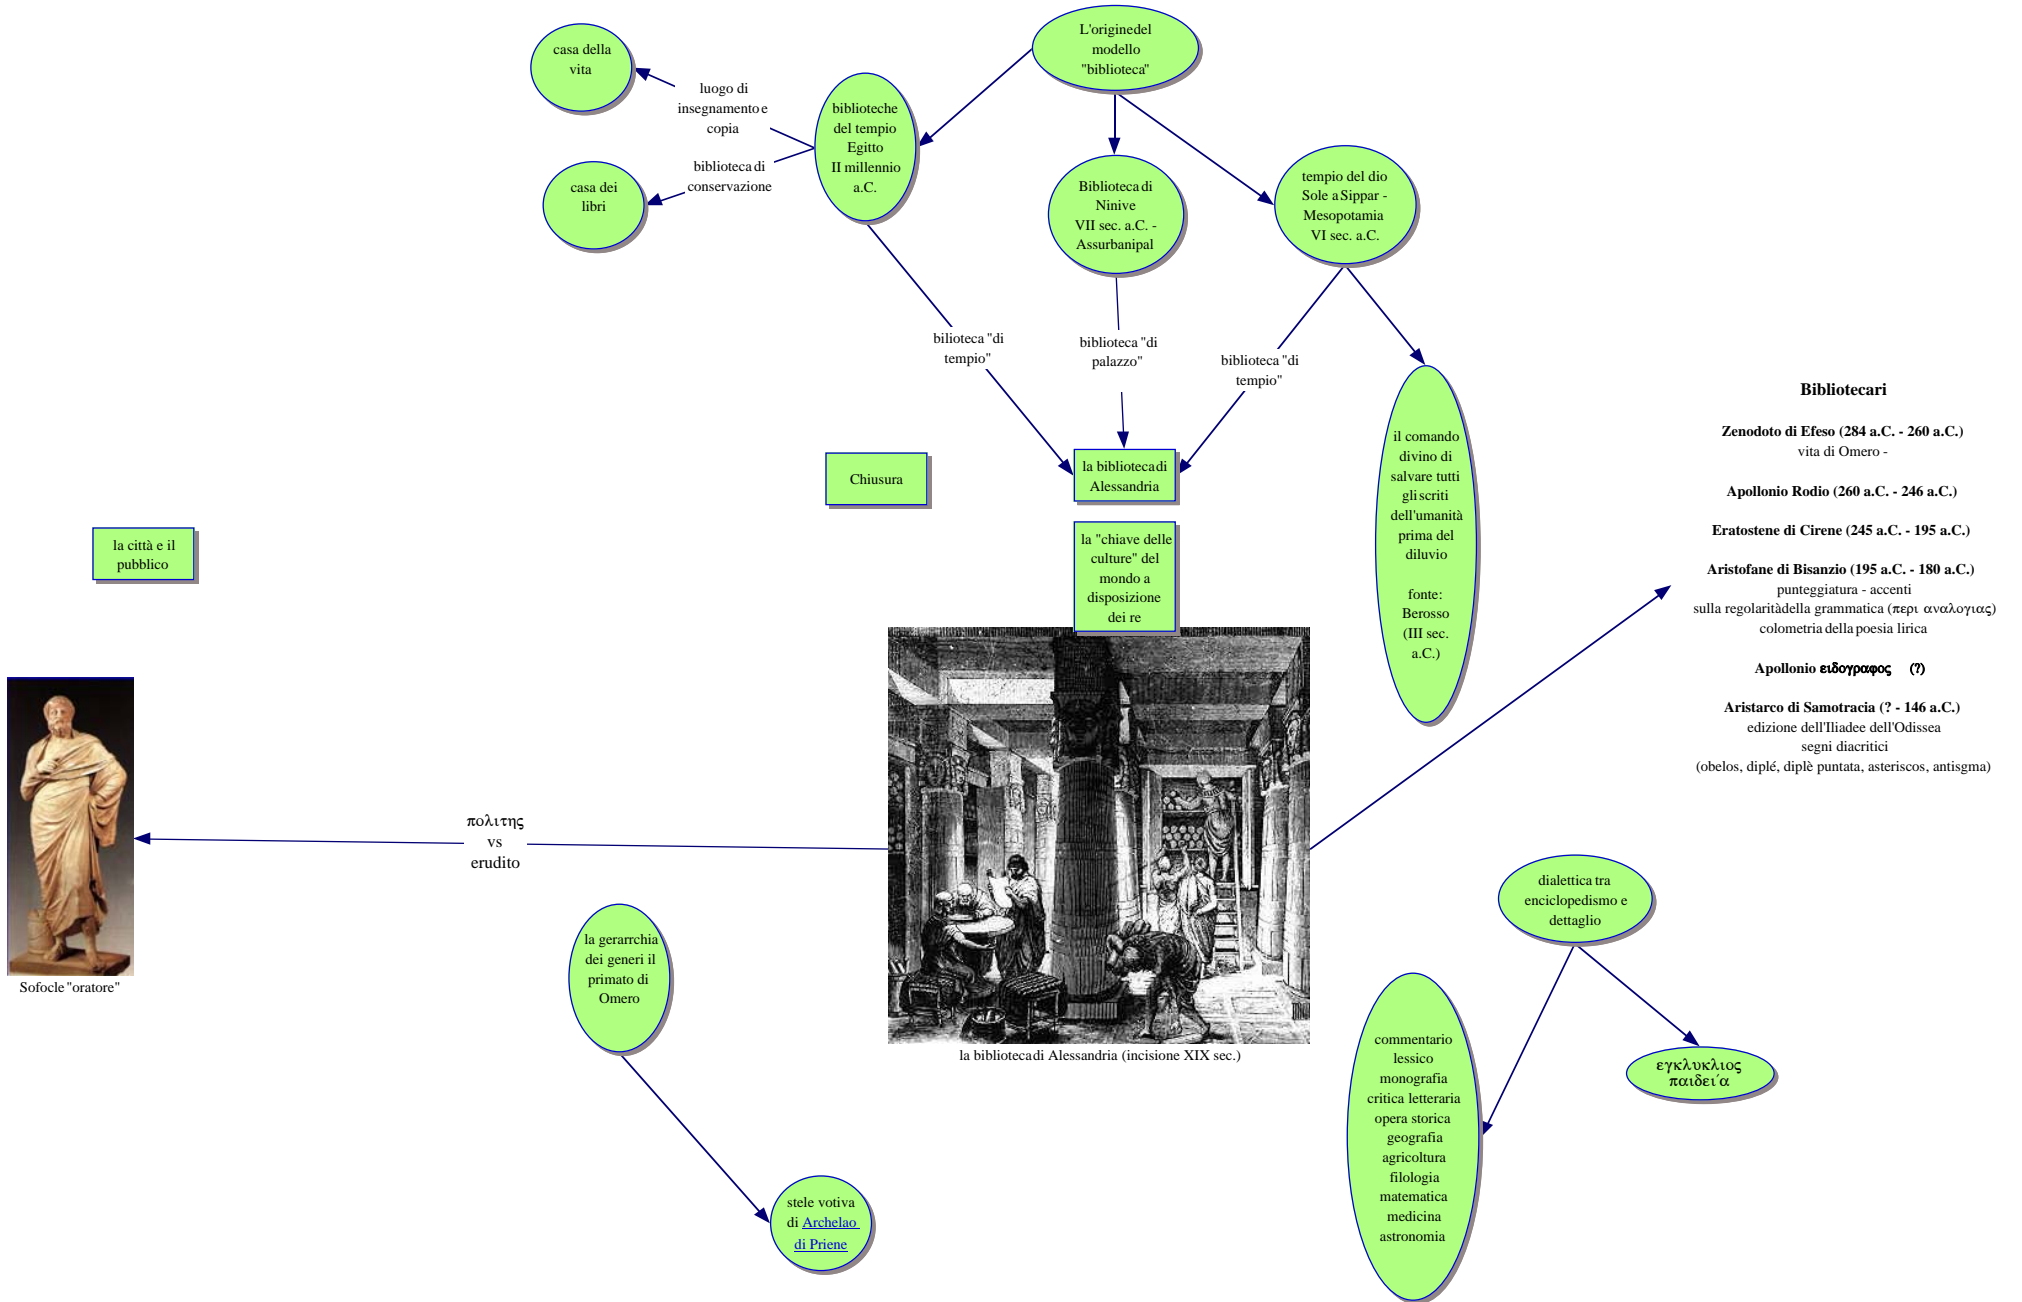 L'originedel
modello
"biblioteca"
casa della
vita
luogo di
insegnamento e
copia
biblioteche
del tempio
Egitto
II millennio
a.C.
biblioteca di
conservazione
casa dei
libri
Biblioteca di
Ninive
VII sec. a.C. -
Assurbanipal
tempio del dio
Sole a Sippar -
Mesopotamia
VI sec. a.C.
bilioteca "di
tempio"
biblioteca "di
palazzo"
biblioteca "di
tempio"
il comando
divino di
salvare tutti
gli scriti
dell'umanità
prima del
diluvio
fonte:
Berosso
(III sec.
a.C.)
Chiusura
la biblioteca di
Alessandria
la "chiave delle
culture" del
mondo a
disposizione
dei re
la città e il
pubblico
Bibliotecari
Zenodoto di Efeso (284 a.C. - 260 a.C.)
vita di Omero -
Apollonio Rodio (260 a.C. - 246 a.C.)
Eratostene di Cirene (245 a.C. - 195 a.C.)
Aristofane di Bisanzio (195 a.C. - 180 a.C.)
punteggiatura - accenti
sulla regolaritàdella grammatica (περι αναλογιας)
colometria della poesia lirica
Apollonio ειδογραφος (?)
Aristarco di Samotracia (? - 146 a.C.)
edizione dell'Iliadee dell'Odissea
segni diacritici
(obelos, diplé, diplè puntata, asteriscos, antisgma)
πολιτης
vs
erudito
Sofocle "oratore"
la gerarrchia
dei generi il
primato di
Omero
la biblioteca di Alessandria (incisione XIX sec.)
dialettica tra
enciclopedismo e
dettaglio
commentario
lessico
monografia
critica letteraria
opera storica
geografia
agricoltura
filologia
matematica
medicina
astronomia
εγκλυκλιος
παιδει΄α
stele votiva
di Archelao
di Priene